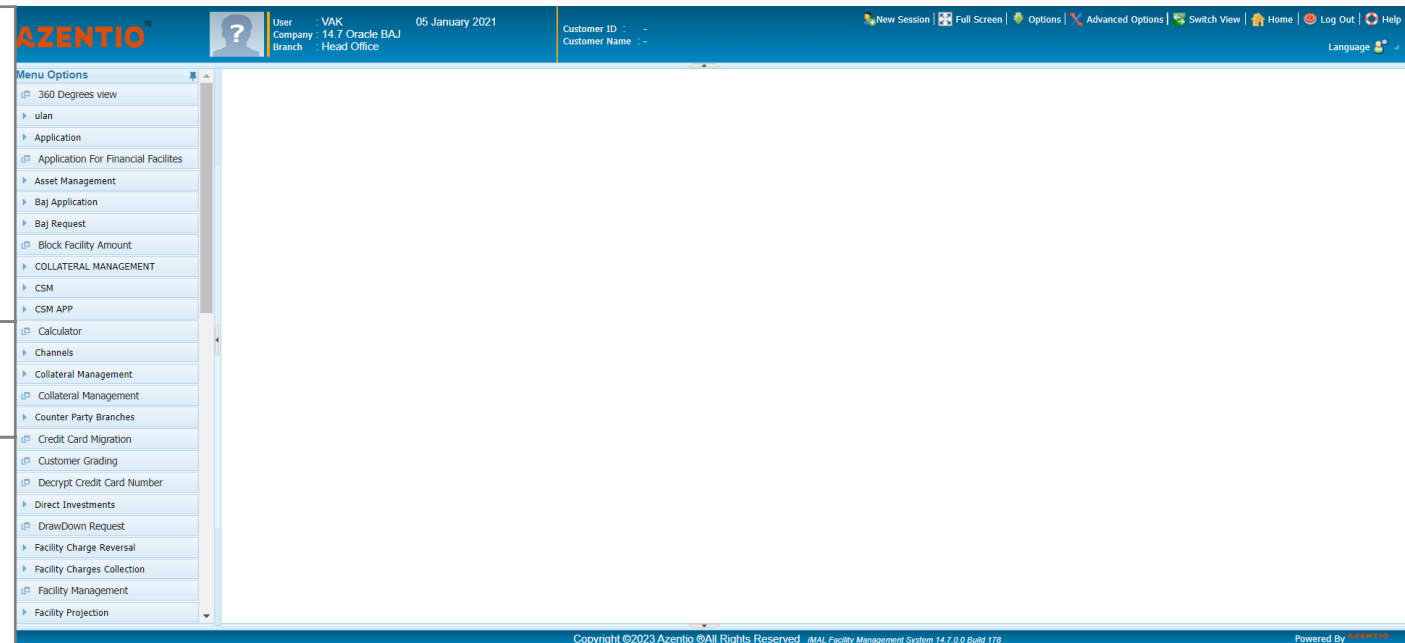 AZENTIO™
?
User : VAK 05 January 2021
Company : 14.7 Oracle BAJ
Branch : Head Office
Customer ID : -
Customer Name : -
New Session | Full Screen | Options | Advanced Options | Switch View | Home | Log Out | Help
Language
Menu Options
360 Degrees view
ulan
Application
Application For Financial Facilites
Asset Management
Baj Application
Baj Request
Block Facility Amount
COLLATERAL MANAGEMENT
CSM
CSM APP
Calculator
Channels
Collateral Management
Collateral Management
Counter Party Branches
Credit Card Migration
Customer Grading
Decrypt Credit Card Number
Direct Investments
DrawDown Request
Facility Charge Reversal
Facility Charges Collection
Facility Management
Facility Projection
Copyright ©2023 Azentio ®All Rights Reserved iMAL Facility Management System 14.7.0.0 Build 178
Powered By AZENTIO